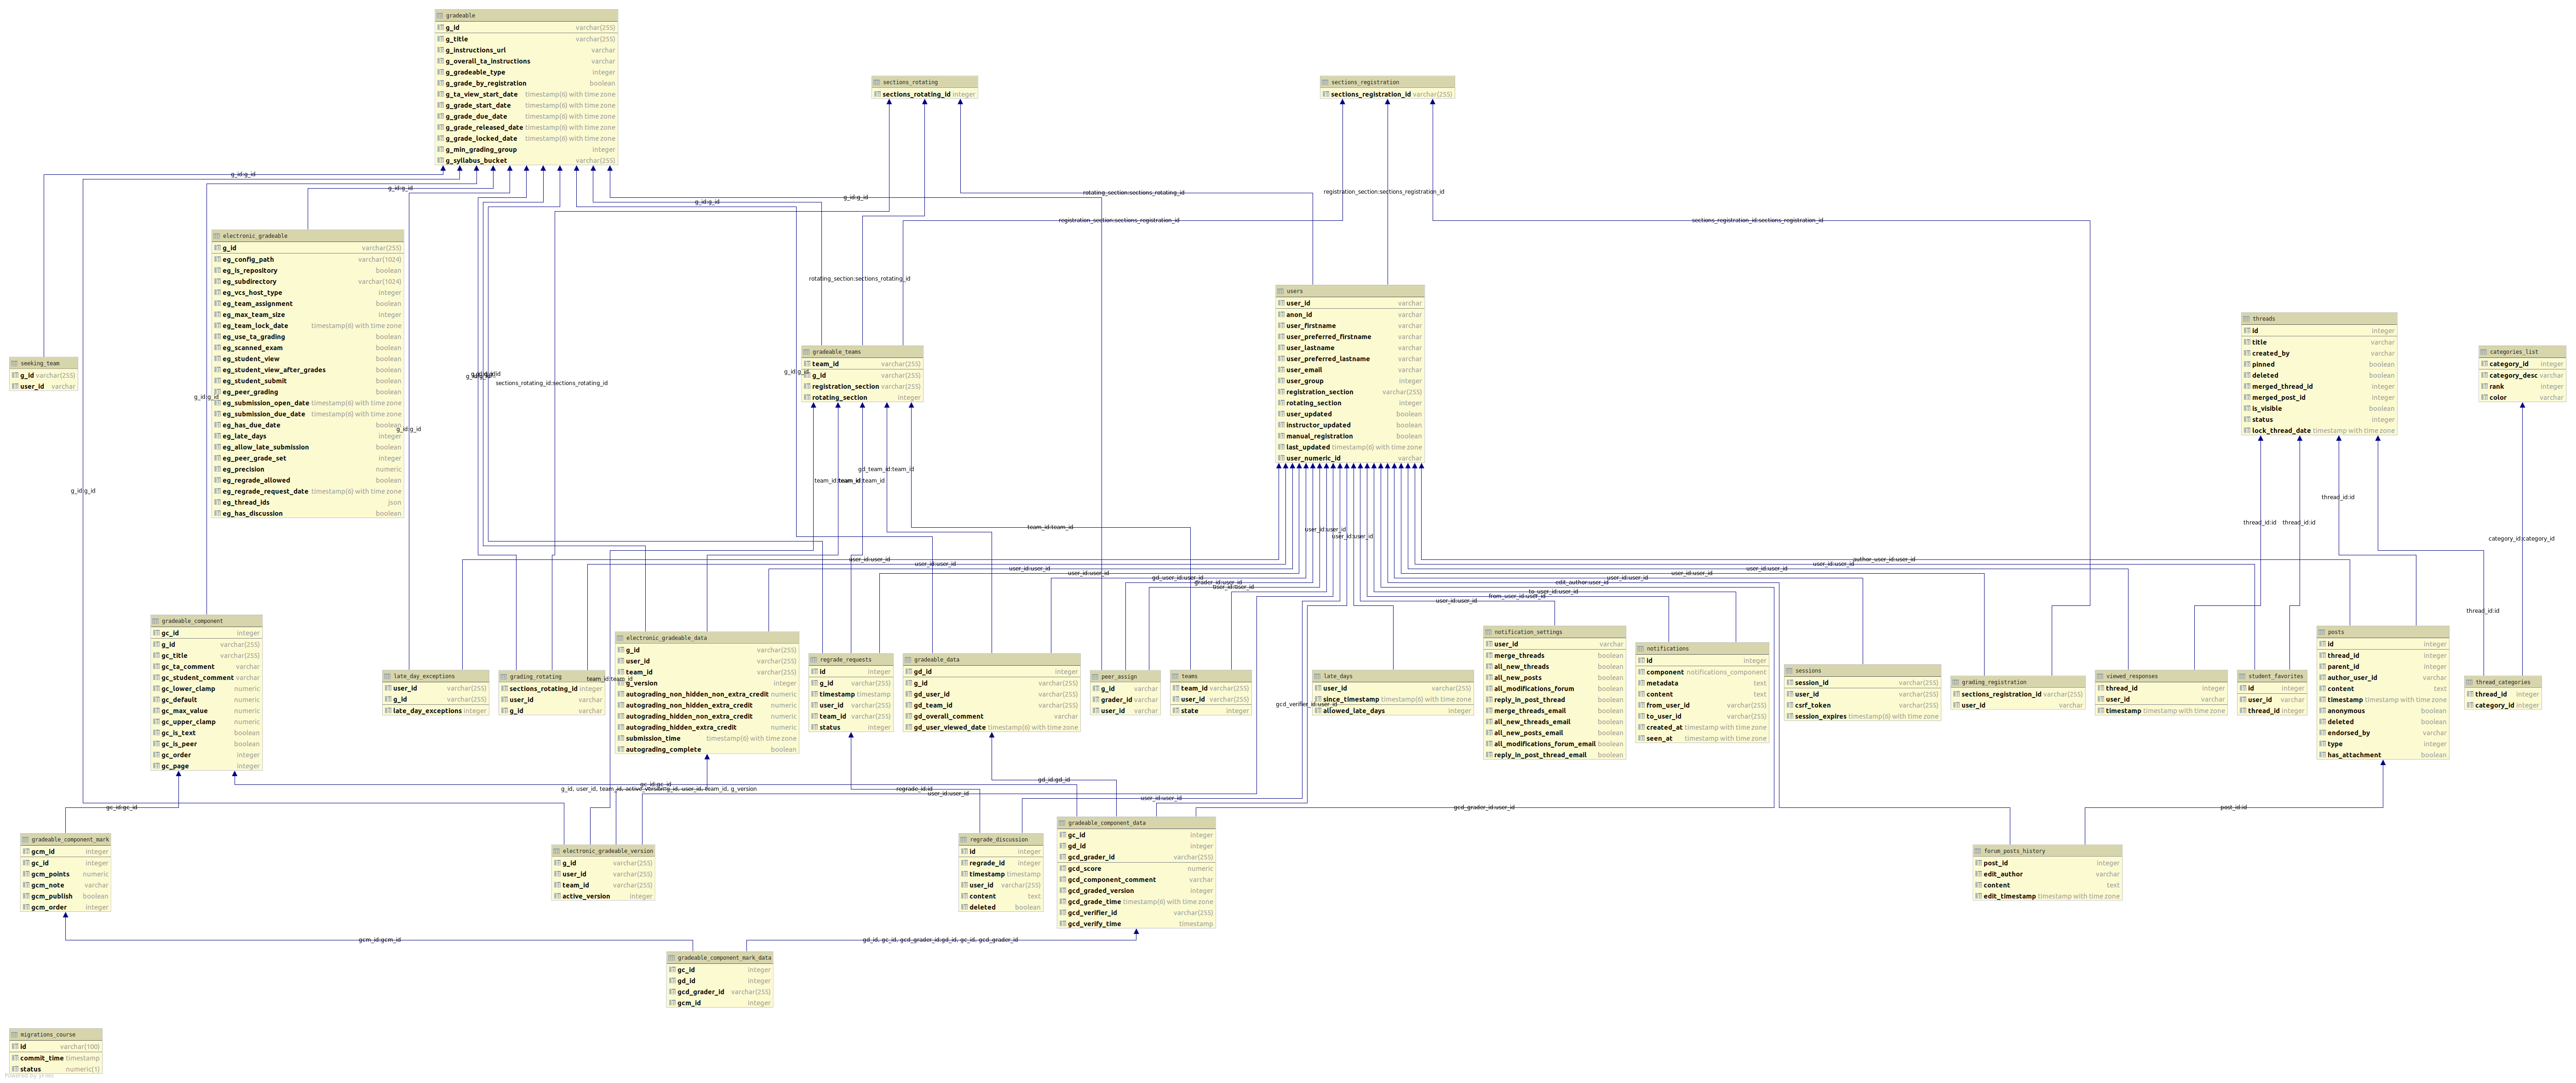 gradeable
g_id varchar(255)
g_title varchar(255)
g_instructions_url varchar
g_overall_ta_instructions varchar
g_gradeable_type integer
g_grade_by_registration boolean
g_ta_view_start_date timestamp(6) with time zone
g_grade_start_date timestamp(6) with time zone
g_grade_due_date timestamp(6) with time zone
g_grade_released_date timestamp(6) with time zone
g_grade_locked_date timestamp(6) with time zone
g_min_grading_group integer
g_syllabus_bucket varchar(255)
sections_rotating
sections_rotating_id integer
sections_registration
sections_registration_id varchar(255)
g_id:g_id
g_id:g_id
g_id:g_id
g_id:g_id
rotating_section:sections_rotating_id
registration_section:sections_registration_id
registration_section:sections_registration_id
sections_registration_id:sections_registration_id
electronic_gradeable
g_id varchar(255)
eg_config_path varchar(1024)
eg_is_repository boolean
eg_subdirectory varchar(1024)
eg_vcs_host_type integer
eg_team_assignment boolean
eg_max_team_size integer
eg_team_lock_date timestamp(6) with time zone
eg_use_ta_grading boolean
eg_scanned_exam boolean
eg_student_view boolean
eg_student_view_after_grades boolean
eg_student_submit boolean
eg_peer_grading boolean
eg_submission_open_date timestamp(6) with time zone
eg_submission_due_date timestamp(6) with time zone
eg_has_due_date boolean
eg_late_days integer
eg_allow_late_submission boolean
eg_peer_grade_set integer
eg_precision numeric
eg_regrade_allowed boolean
eg_regrade_request_date timestamp(6) with time zone
eg_thread_ids json
eg_has_discussion boolean
rotating_section:sections_rotating_id
users
user_id varchar
anon_id varchar
user_firstname varchar
user_preferred_firstname varchar
user_lastname varchar
user_preferred_lastname varchar
user_email varchar
user_group integer
registration_section varchar(255)
rotating_section integer
user_updated boolean
instructor_updated boolean
manual_registration boolean
last_updated timestamp(6) with time zone
user_numeric_id varchar
threads
id integer
title varchar
created_by varchar
pinned boolean
deleted boolean
merged_thread_id integer
merged_post_id integer
is_visible boolean
status integer
lock_thread_date timestamp with time zone
categories_list
category_id integer
category_desc varchar
rank integer
color varchar
seeking_team
g_id varchar(255)
user_id varchar
gradeable_teams
team_id varchar(255)
g_id varchar(255)
registration_section varchar(255)
rotating_section integer
g_id:g_id
sections_rotating_id:sections_rotating_id
g_id:g_id
g_id:g_id
g_id:g_id
gd_team_id:team_id
team_id:team_id
thread_id:id
thread_id:id
thread_id:id
team_id:team_id
user_id:user_id
user_id:user_id
category_id:category_id
user_id:user_id
user_id:user_id
user_id:user_id
user_id:user_id
gd_user_id:user_id
grader_id:user_id
user_id:user_id
author_user_id:user_id
user_id:user_id
user_id:user_id
user_id:user_id
user_id:user_id
edit_author:user_id
to_user_id:user_id
from_user_id:user_id
user_id:user_id
thread_id:id
gradeable_component
gc_id integer
g_id varchar(255)
gc_title varchar(255)
gc_ta_comment varchar
gc_student_comment varchar
gc_lower_clamp numeric
gc_default numeric
gc_max_value numeric
gc_upper_clamp numeric
gc_is_text boolean
gc_is_peer boolean
gc_order integer
gc_page integer
late_day_exceptions
user_id varchar(255)
g_id varchar(255)
late_day_exceptions integer
grading_rotating
sections_rotating_id integer
user_id varchar
g_id varchar
team_id:team_id
electronic_gradeable_data
g_id varchar(255)
user_id varchar(255)
team_id varchar(255)
g_version integer
autograding_non_hidden_non_extra_credit numeric
autograding_non_hidden_extra_credit numeric
autograding_hidden_non_extra_credit numeric
autograding_hidden_extra_credit numeric
submission_time timestamp(6) with time zone
autograding_complete boolean
regrade_requests
id integer
g_id varchar(255)
timestamp timestamp
user_id varchar(255)
team_id varchar(255)
status integer
gradeable_data
gd_id integer
g_id varchar(255)
gd_user_id varchar(255)
gd_team_id varchar(255)
gd_overall_comment varchar
gd_user_viewed_date timestamp(6) with time zone
peer_assign
g_id varchar
grader_id varchar
user_id varchar
teams
team_id varchar(255)
user_id varchar(255)
state integer
late_days
user_id varchar(255)
since_timestamp timestamp(6) with time zone
allowed_late_days integer
gcd_verifier_id:user_id
notification_settings
user_id varchar
merge_threads boolean
all_new_threads boolean
all_new_posts boolean
all_modifications_forum boolean
reply_in_post_thread boolean
merge_threads_email boolean
all_new_threads_email boolean
all_new_posts_email boolean
all_modifications_forum_email boolean
reply_in_post_thread_email boolean
notifications
id integer
component notifications_component
metadata text
content text
from_user_id varchar(255)
to_user_id varchar(255)
created_at timestamp with time zone
seen_at timestamp with time zone
sessions
session_id varchar(255)
user_id varchar(255)
csrf_token varchar(255)
session_expires timestamp(6) with time zone
grading_registration
sections_registration_id varchar(255)
user_id varchar
viewed_responses
thread_id integer
user_id varchar
timestamp timestamp with time zone
student_favorites
id integer
user_id varchar
thread_id integer
posts
id integer
thread_id integer
parent_id integer
author_user_id varchar
content text
timestamp timestamp with time zone
anonymous boolean
deleted boolean
endorsed_by varchar
type integer
has_attachment boolean
thread_categories
thread_id integer
category_id integer
gc_id:gc_id
gd_id:gd_id
gc_id:gc_id
g_id, user_id, team_id, active_version:g_id, user_id, team_id, g_version
regrade_id:id
user_id:user_id
user_id:user_id
gcd_grader_id:user_id
post_id:id
gradeable_component_mark
gcm_id integer
gc_id integer
gcm_points numeric
gcm_note varchar
gcm_publish boolean
gcm_order integer
electronic_gradeable_version
g_id varchar(255)
user_id varchar(255)
team_id varchar(255)
active_version integer
regrade_discussion
id integer
regrade_id integer
timestamp timestamp
user_id varchar(255)
content text
deleted boolean
gradeable_component_data
gc_id integer
gd_id integer
gcd_grader_id varchar(255)
gcd_score numeric
gcd_component_comment varchar
gcd_graded_version integer
gcd_grade_time timestamp(6) with time zone
gcd_verifier_id varchar(255)
gcd_verify_time timestamp
forum_posts_history
post_id integer
edit_author varchar
content text
edit_timestamp timestamp with time zone
gcm_id:gcm_id
gd_id, gc_id, gcd_grader_id:gd_id, gc_id, gcd_grader_id
gradeable_component_mark_data
gc_id integer
gd_id integer
gcd_grader_id varchar(255)
gcm_id integer
migrations_course
id varchar(100)
commit_time timestamp
status numeric(1)
Powered by yFiles